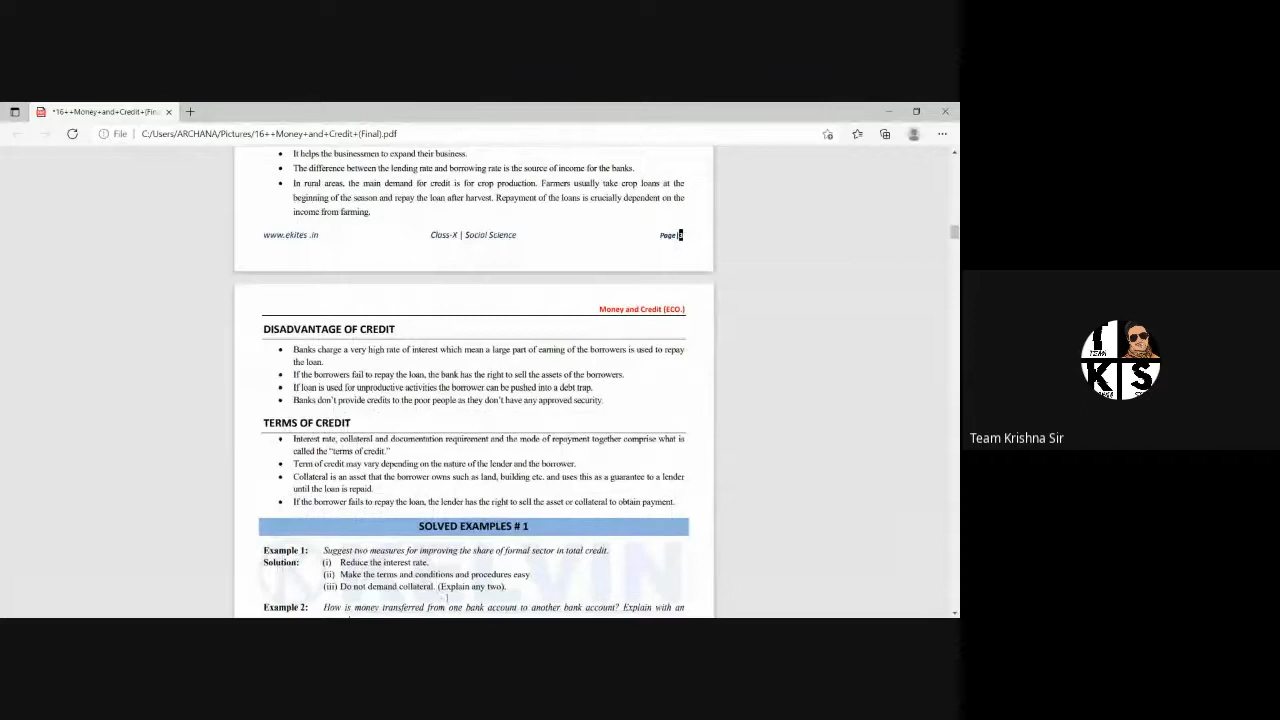 *16++Money+and+Credit+(Fin
File
C:/Users/ARCHANA/Pictures/16++Money+and+Credit+(Final).pdf
• It helps the businessmen to expand their business.
• The difference between the lending rate and borrowing rate is the source of income for the banks.
• In rural areas, the main demand for credit is for crop production. Farmers usually take crop loans at the
beginning of the season and repay the loan after harvest. Repayment of the loans is crucially dependent on the
income from farming.
www.ekites .in Class-X | Social Science Page|3
Money and Credit (ECO.)
DISADVANTAGE OF CREDIT
• Banks charge a very high rate of interest which mean a large part of earning of the borrowers is used to repay
the loan.
• If the borrowers fail to repay the loan, the bank has the right to sell the assets of the borrowers.
• If loan is used for unproductive activities the borrower can be pushed into a debt trap.
• Banks don't provide credits to the poor people as they don't have any approved security.
TERMS OF CREDIT
• Interest rate, collateral and documentation requirement and the mode of repayment together comprise what is
called the "terms of credit."
• Term of credit may vary depending on the nature of the lender and the borrower.
• Collateral is an asset that the borrower owns such as land, building etc. and uses this as a guarantee to a lender
until the loan is repaid.
• If the borrower fails to repay the loan, the lender has the right to sell the asset or collateral to obtain payment.
SOLVED EXAMPLES # 1
Example 1: Suggest two measures for improving the share of formal sector in total credit.
Solution: (i) Reduce the interest rate.
(ii) Make the terms and conditions and procedures easy
(iii) Do not demand collateral. (Explain any two).
Example 2: How is money transferred from one bank account to another bank account? Explain with an
TEAM
K S
Team Krishna Sir